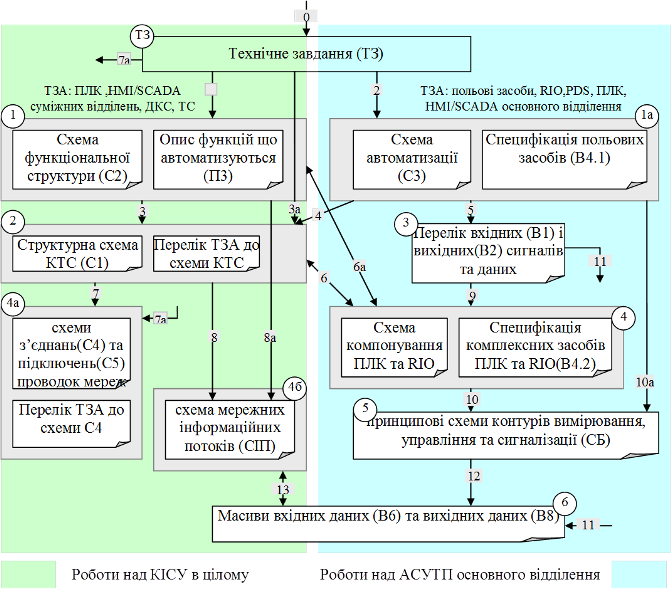 0
ТЗ
Технічне завдання (ТЗ)
7а
ТЗА: ПЛК ,HMI/SCADA
суміжних відділень, ДКС, ТС
2
ТЗА: польові засоби, RIO,PDS, ПЛК,
HMI/SCADA основного відділення
1
Схема
функціональної
структури (С2)
Опис функцій що
автоматизуються
(П3)
1а
Схема
автоматизації
(С3)
Специфікація польових
засобів (В4.1)
3
3а
4
5
2
Структурна схема
КТС (С1)
Перелік ТЗА до
схеми КТС
3
Перелік вхідних (В1) і
вихідних(В2) сигналів
та даних
11
6
6а
7
9
4а
7а
схеми
з’єднань(С4) та
підключень(С5)
проводок мереж
Перелік ТЗА до
схеми С4
8
8а
4
Схема
компонування
ПЛК та RIO
Специфікація
комплексних засобів
ПЛК та RIO(В4.2)
10
10а
4б
схема мережних
інформаційних
потоків (СІП)
5
принципові схеми контурів вимірювання,
управління та сигналізації (СБ)
13
12
6
Масиви вхідних даних (В6) та вихідних даних (В8)
11
Роботи над КІСУ в цілому
Роботи над АСУТП основного відділення